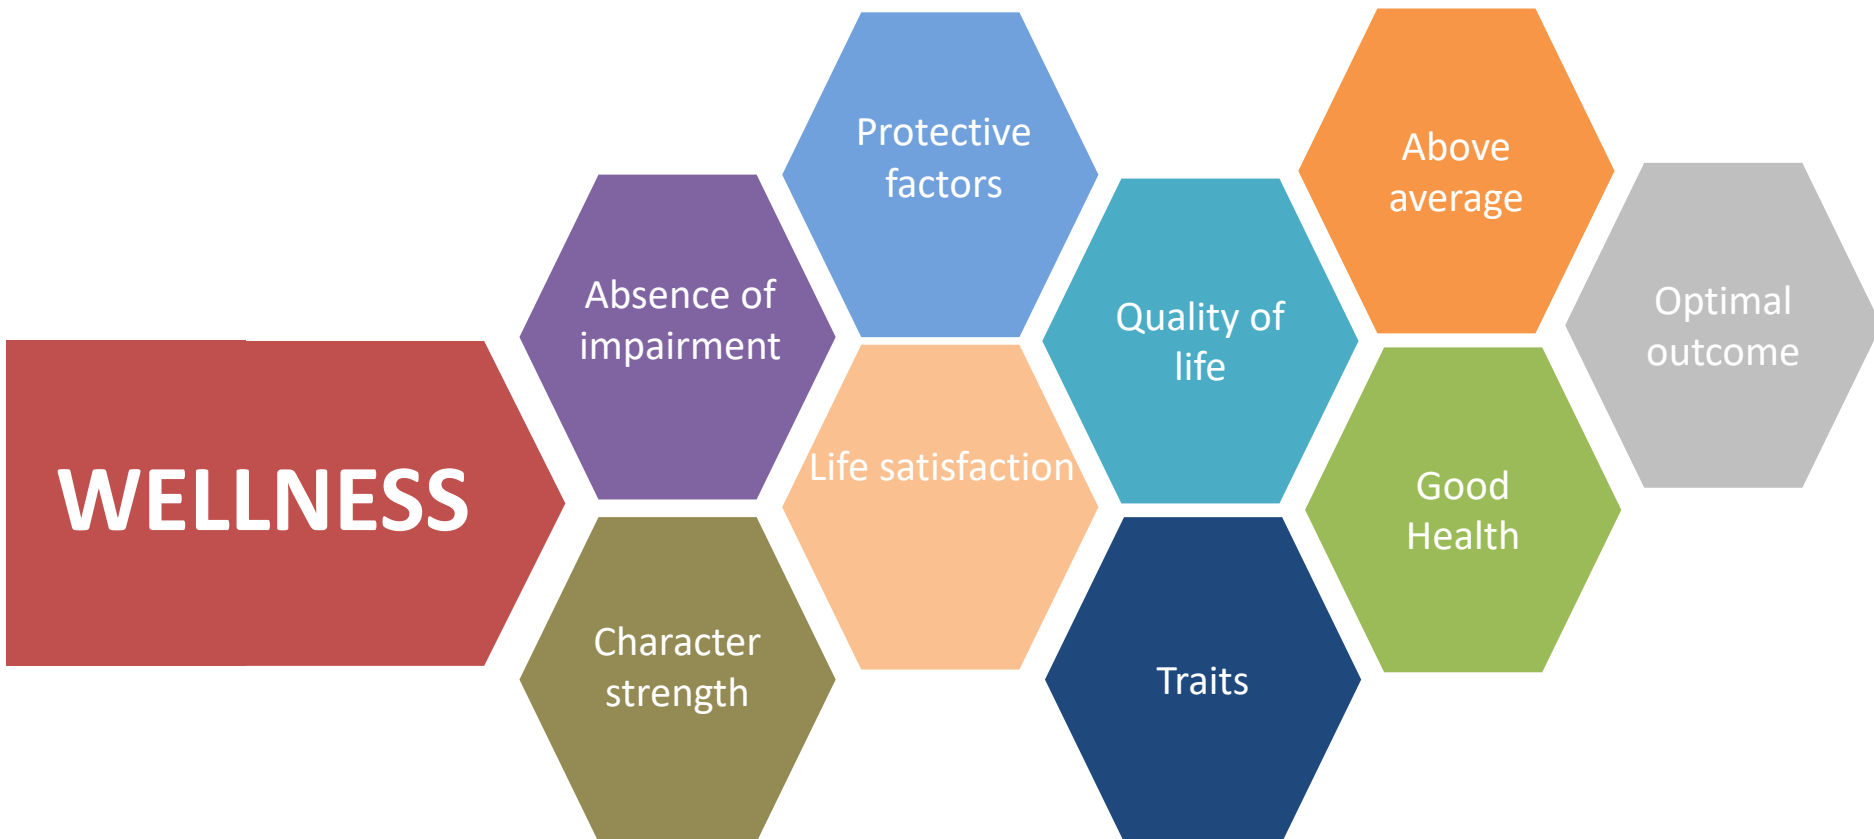 WELLNESS
Absence of
impairment
Character
strength
Protective
factors
Life satisfaction
Quality of
life
Traits
Above
average
Good
Health
Optimal
outcome